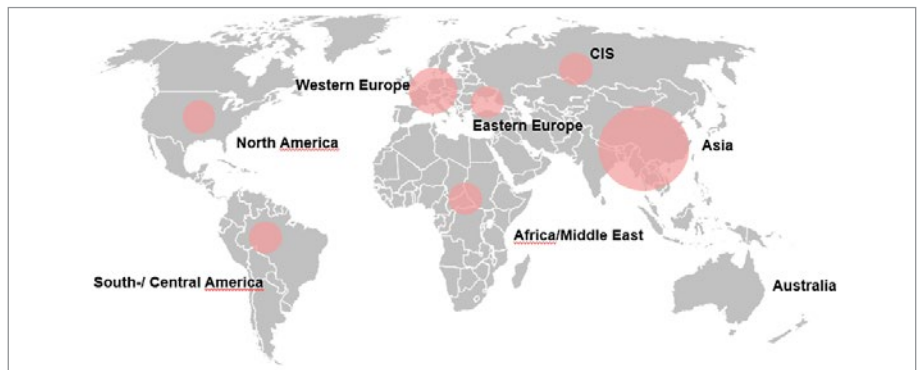 CIS
Western Europe
Eastern Europe
North America
Asia
Africa/Middle East
South-/ Central America
Australia